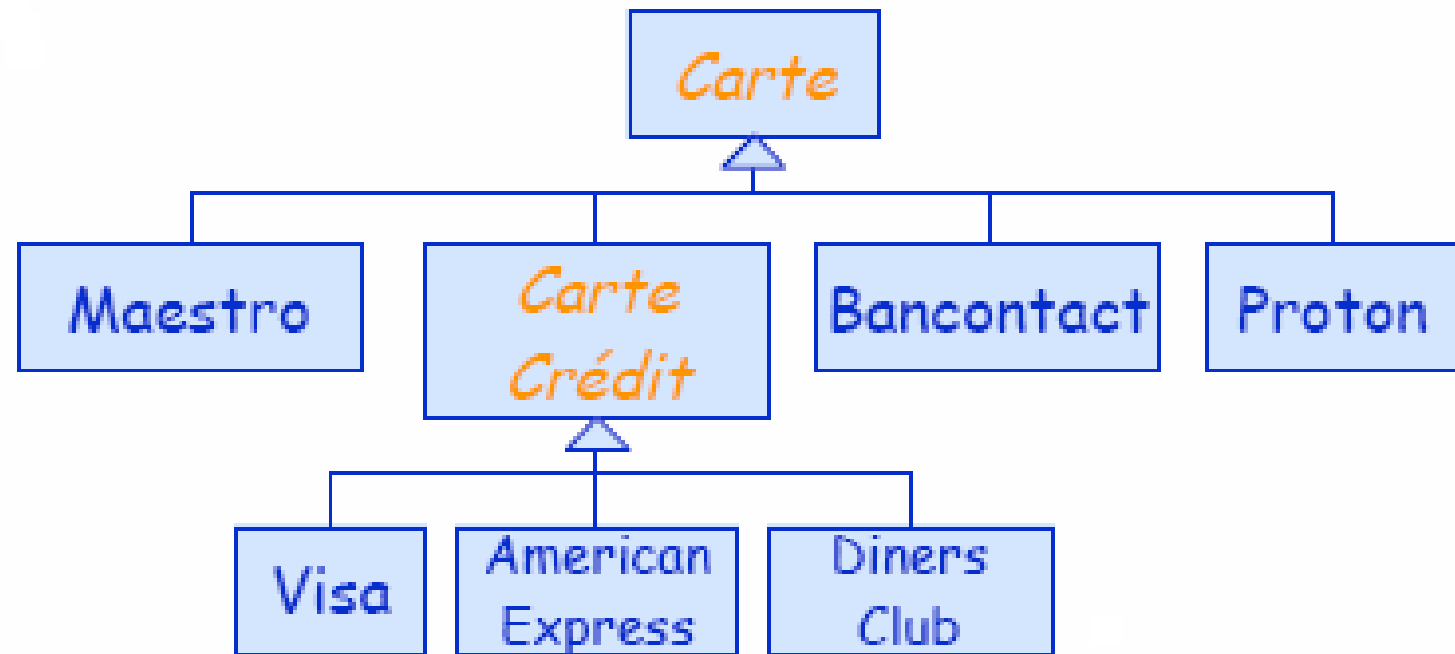 Carte
Maestro
Carte
Crédit
Bancontact
Proton
Visa
American
Express
Diners
Club